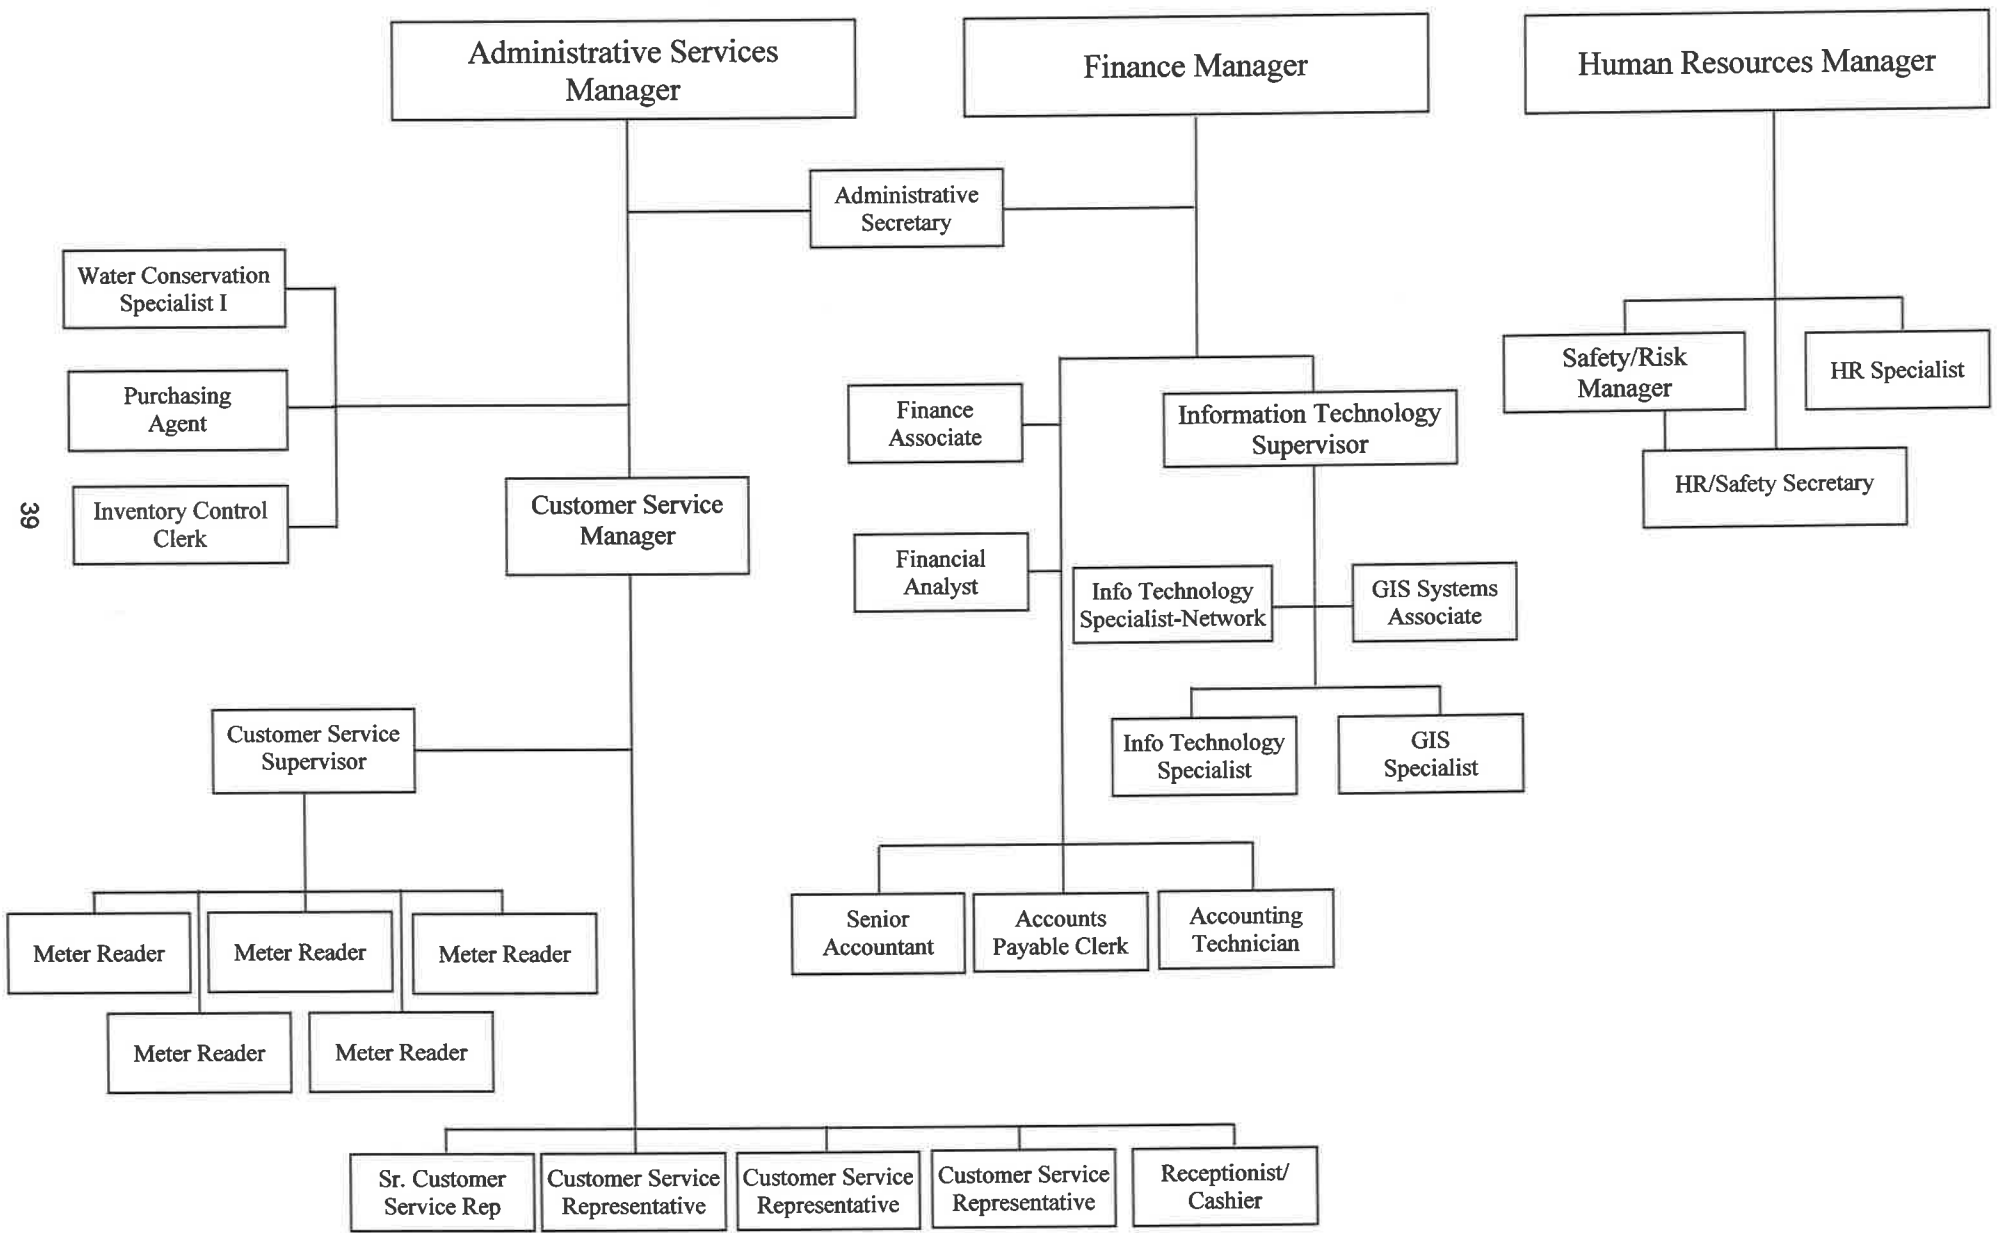 Administrative Services
Manager
Finance Manager
Human Resources Manager
Administrative
Secretary
Water Conservation
Specialist I
Purchasing
Agent
Inventory Control
Clerk
39
Customer Service
Manager
Finance
Associate
Information Technology
Supervisor
Safety/Risk
Manager
HR Specialist
HR/Safety Secretary
Financial
Analyst
Info Technology
Specialist-Network
GIS Systems
Associate
Info Technology
Specialist
GIS
Specialist
Customer Service
Supervisor
Senior
Accountant
Accounts
Payable Clerk
Accounting
Technician
Meter Reader
Meter Reader
Meter Reader
Meter Reader
Meter Reader
Sr. Customer
Service Rep
Customer Service
Representative
Customer Service
Representative
Customer Service
Representative
Receptionist/
Cashier